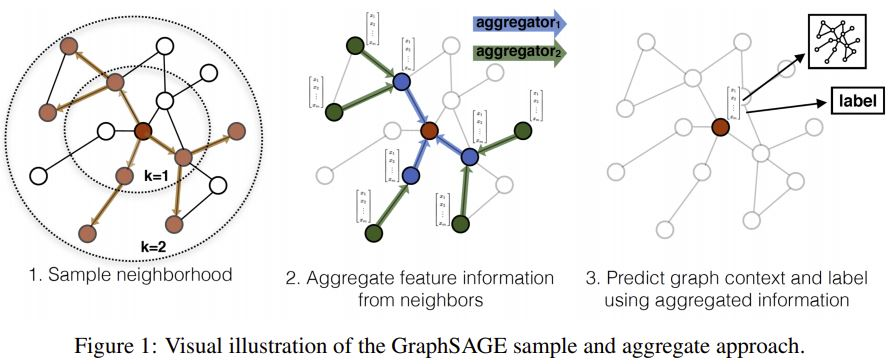 aggregator1
aggregator2
label
k=1
k=2
1. Sample neighborhood
2. Aggregate feature information
from neighbors
3. Predict graph context and label
using aggregated information
Figure 1: Visual illustration of the GraphSAGE sample and aggregate approach.